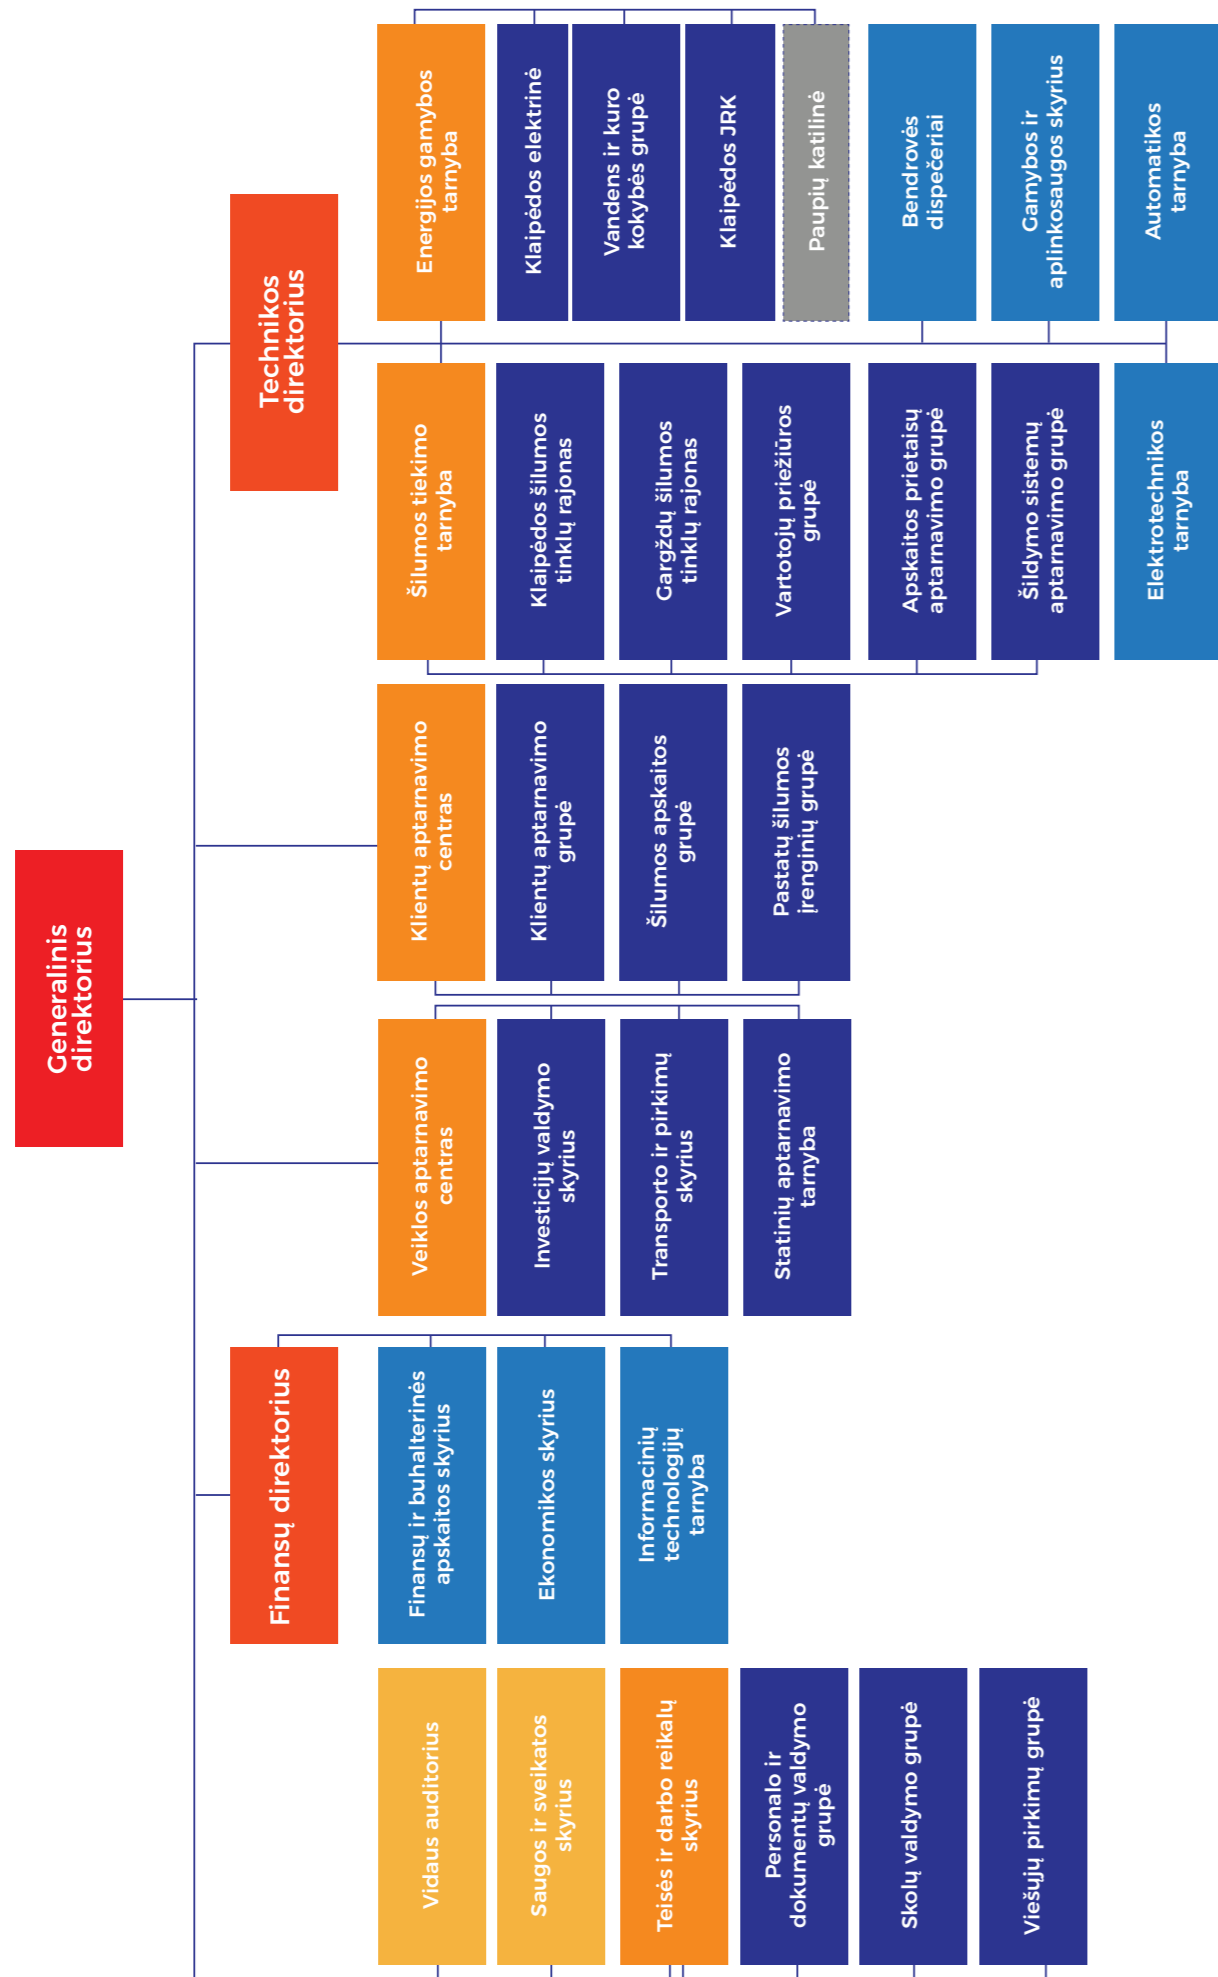 Generalinis
direktorius
Technikos
direktorius
Finansų direktorius
Vidaus auditorius
Saugos ir sveikatos
skyrius
Teisės ir darbo reikalų
skyrius
Personalo ir
dokumentų valdymo
grupė
Skolų valdymo grupė
Viešųjų pirkimų grupė
Finansų ir buhalterinės
apskaitos skyrius
Ekonomikos skyrius
Informacinių
technologijų
tarnyba
Veiklos aptarnavimo
centras
Investicijų valdymo
skyrius
Transporto ir pirkimų
skyrius
Statinių aptarnavimo
tarnyba
Klientų aptarnavimo
centras
Klientų aptarnavimo
grupė
Šilumos apskaitos
grupė
Pastatų šilumos
įrenginių grupė
Šilumos tiekimo
tarnyba
Klaipėdos šilumos
tinklų rajonas
Gargždų šilumos
tinklų rajonas
Vartotojų priežiūros
grupė
Apskaitos prietaisų
aptarnavimo grupė
Šildymo sistemų
aptarnavimo grupė
Elektrotechnikos
tarnyba
Energijos gamybos
tarnyba
Klaipėdos elektrinė
Vandens ir kuro
kokybės grupė
Klaipėdos JRK
Paupių katilinė
Bendrovės
dispečeriai
Gamybos ir
aplinkosaugos skyrius
Automatikos
tarnyba